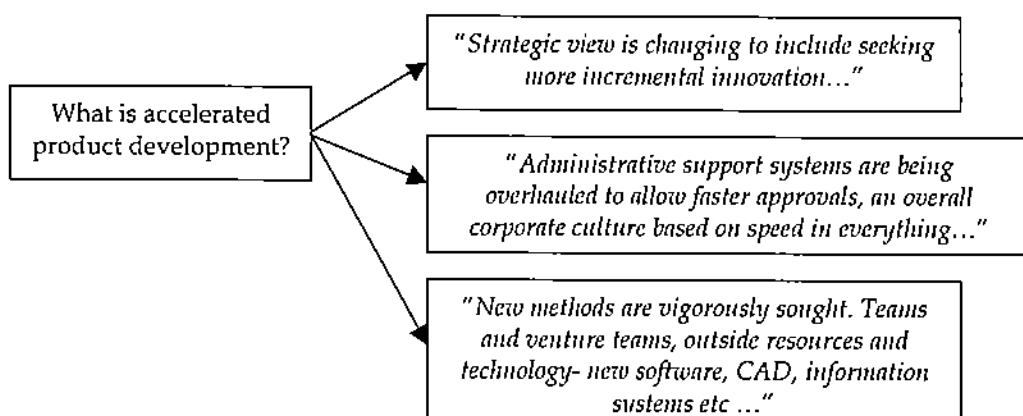 "Strategic view is changing to include seeking
more incremental innovation..."
What is accelerated
product development?
"Administrative support systems are being
overhauled to allow faster approvals, an overall
corporate culture based on speed in everything..."
"New methods are vigorously sought. Teams
and venture teams, outside resources and
technology- new software, CAD, information
systems etc ..."